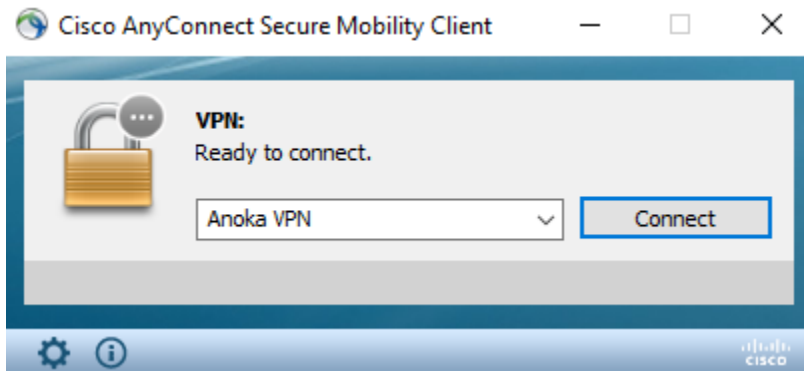 Cisco AnyConnect Secure Mobility Client
VPN:
Ready to connect.
Anoka VPN
Connect
CISCO